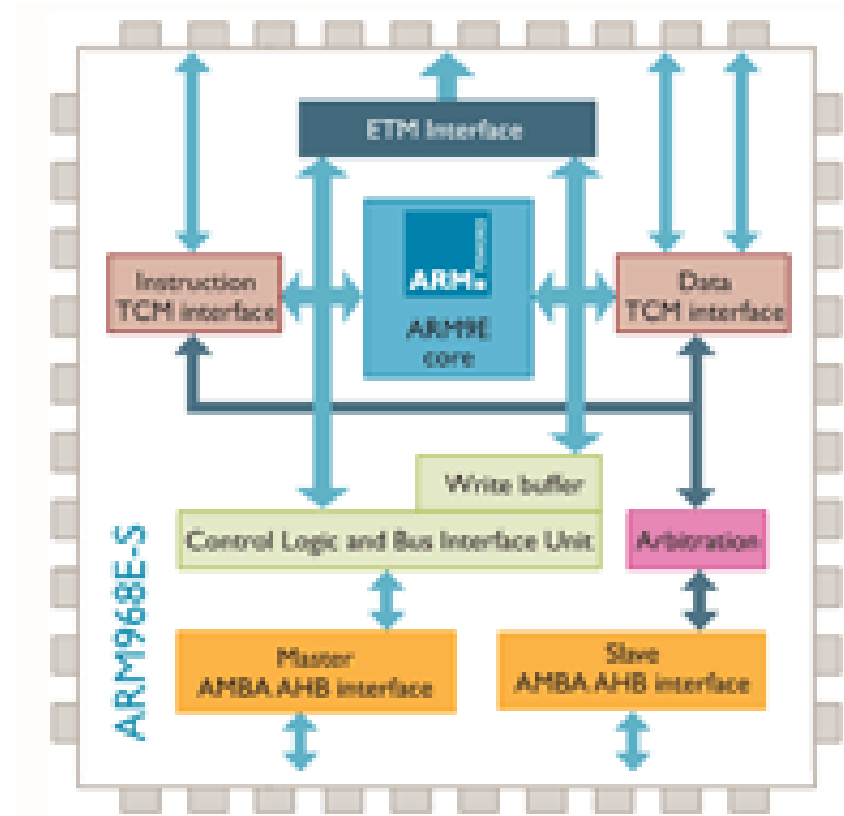 ETM Interface
ARM
Instruction
TCM interface
Data
TCM interface
ARM9E
core
Write buffer
Control Logic and Bus Interface Unit
Arbitration
ARM968E-S
Master
AMBA AHB interface
Slave
AMBA AHB interface